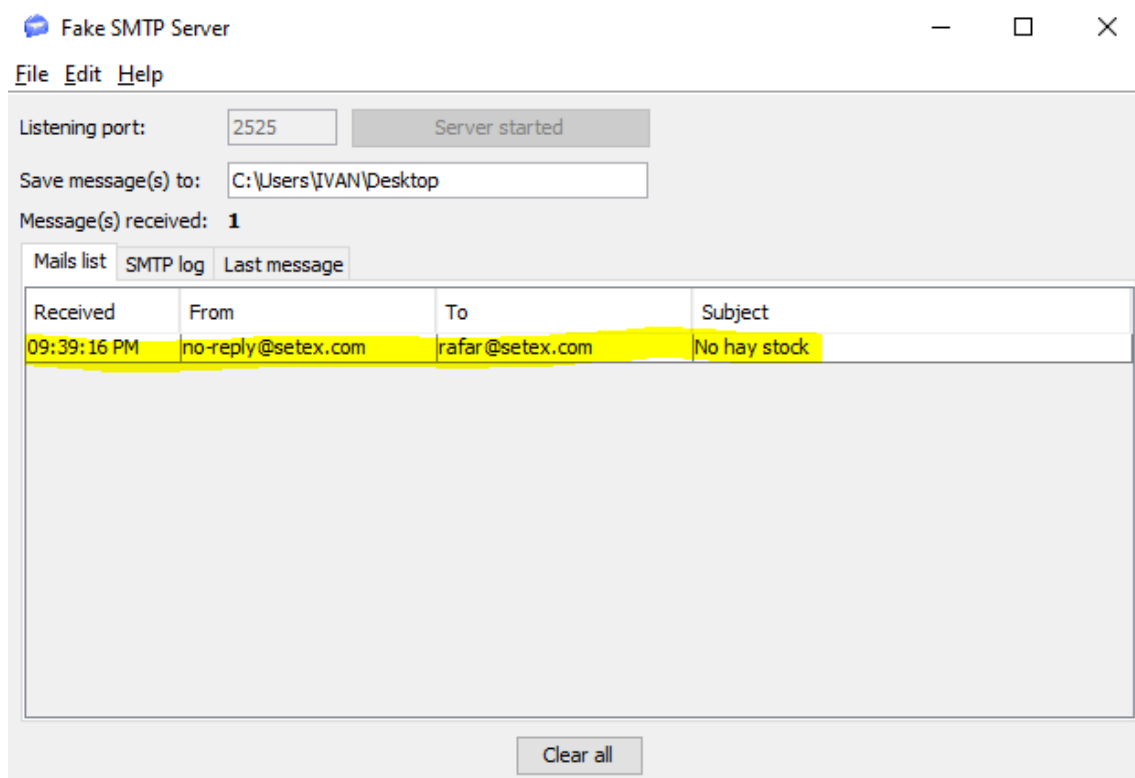 Fake SMTP Server
File Edit Help
Listening port: 2525 Server started
Save message(s) to: C:\Users\IVAN\Desktop
Message(s) received: 1
Mails list SMTP log Last message
Received From To Subject
09:39:16 PM no-reply@setex.com rafar@setex.com No hay stock
Clear all